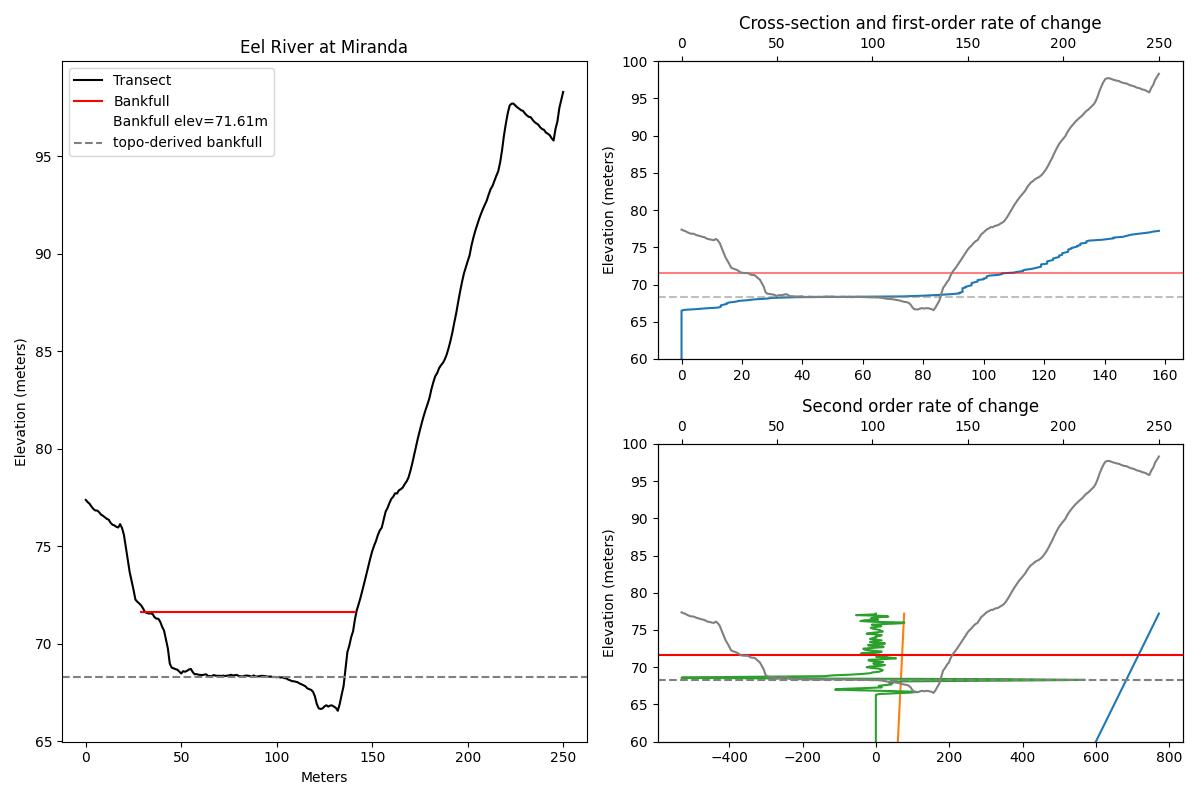 Eel River at Miranda
Transect
Bankfull
Bankfull elev=71.61m
topo-derived bankfull
Elevation (meters)
95
90
85
80
75
70
65
0 50 100 150 200 250
Meters
Cross-section and first-order rate of change
0 50 100 150 200 250
Elevation (meters)
100
95
90
85
80
75
70
65
60
0 20 40 60 80 100 120 140 160
Second order rate of change
0 50 100 150 200 250
Elevation (meters)
100
95
90
85
80
75
70
65
60
−400 −200 0 200 400 600 800